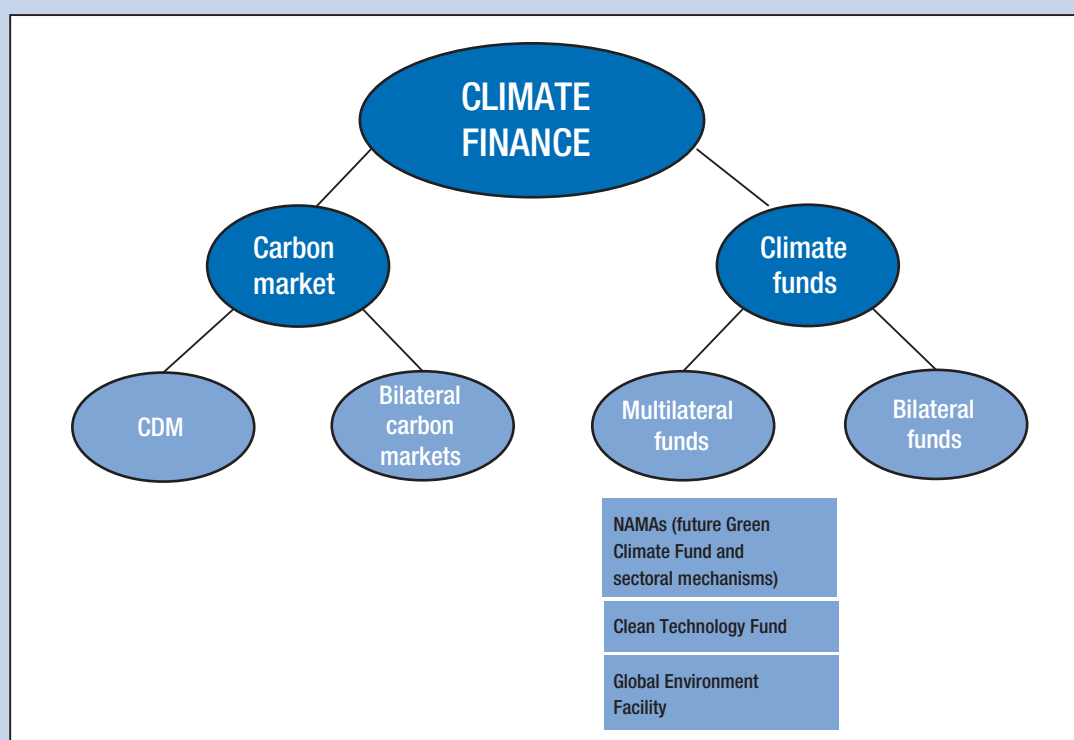 CLIMATE
FINANCE
Carbon
market
Climate
funds
CDM
Bilateral
carbon
markets
Multilateral
funds
Bilateral
funds
NAMAs (future Green
Climate Fund and
sectoral mechanisms)
Clean Technology Fund
Global Environment
Facility